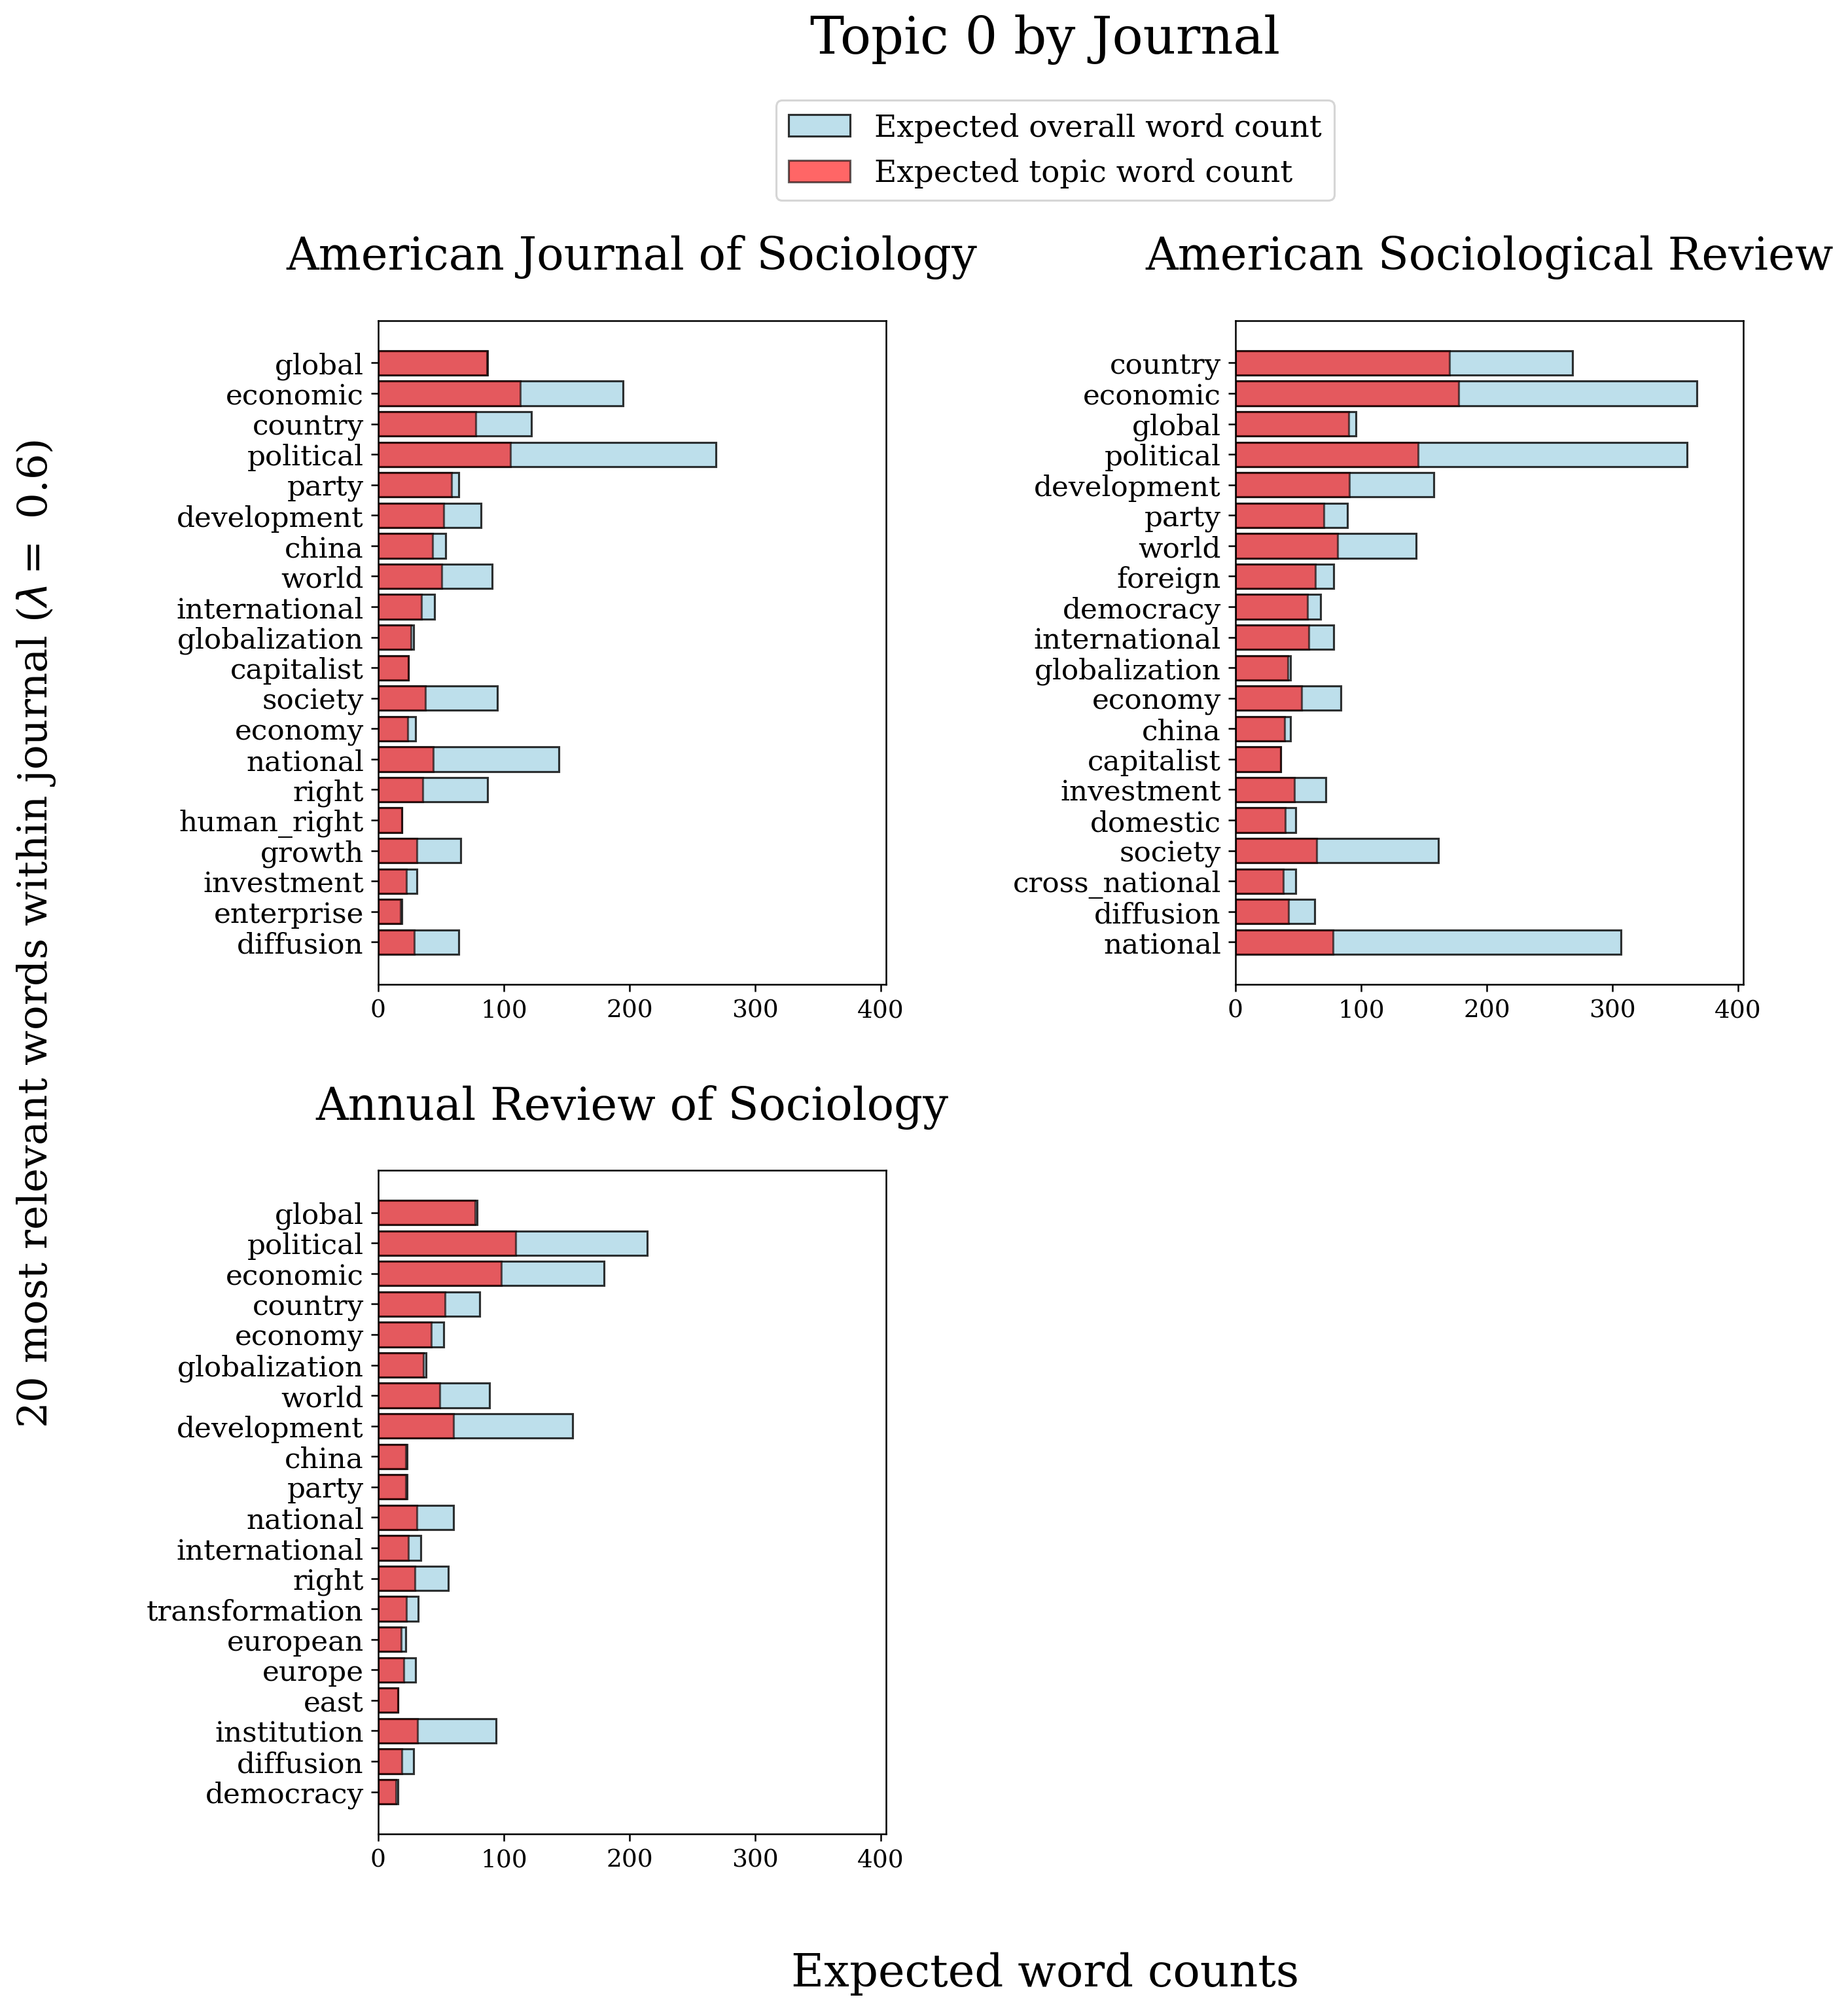 Topic 0 by Journal
Expected overall word count
Expected topic word count
20 most relevant words within journal (λ = 0.6)
American Journal of Sociology
global
economic
country
political
party
development
china
world
international
globalization
capitalist
society
economy
national
right
human_right
growth
investment
enterprise
diffusion
0 100 200 300 400
American Sociological Review
country
economic
global
political
development
party
world
foreign
democracy
international
globalization
economy
china
capitalist
investment
domestic
society
cross_national
diffusion
national
0 100 200 300 400
Annual Review of Sociology
global
political
economic
country
economy
globalization
world
development
china
party
national
international
right
transformation
european
europe
east
institution
diffusion
democracy
0 100 200 300 400
Expected word counts